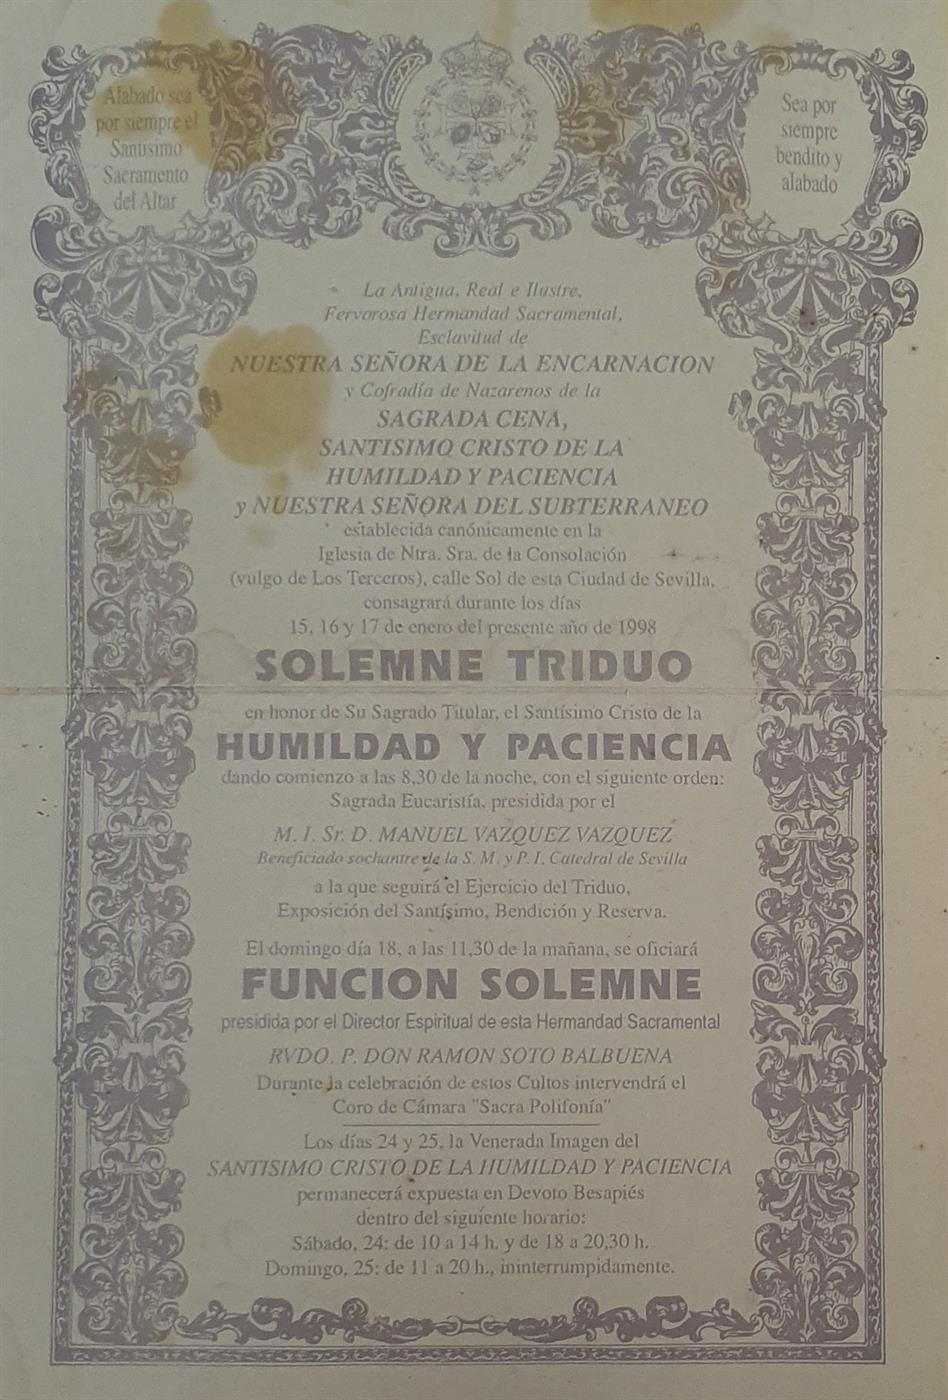 Alabado sea
por siempre el
Santísimo
Sacramento
del Altar
Sea por
siempre
bendito y
alabado
La Antigua, Real e Ilustre,
Fervorosa Hermandad Sacramental,
Esclavitud de
NUESTRA SEÑORA DE LA ENCARNACION
y Cofradía de Nazarenos de la
SAGRADA CENA,
SANTISIMO CRISTO DE LA
HUMILDAD Y PACIENCIA
y NUESTRA SEÑORA DEL SUBTERRANEO
establecida canónicamente en la
Iglesia de Ntra. Sra. de la Consolación
(vulgo de Los Terceros), calle Sol de esta Ciudad de Sevilla,
consagrará durante los días
15, 16 y 17 de enero del presente año de 1998
SOLEMNE TRIDUO
en honor de Su Sagrado Titular, el Santísimo Cristo de la
HUMILDAD Y PACIENCIA
dando comienzo a las 8,30 de la noche, con el siguiente orden:
Sagrada Eucaristía, presidida por el
M. I. Sr. D. MANUEL VAZQUEZ VAZQUEZ
Beneficiado sochantre de la S. M. y P. I. Catedral de Sevilla
a la que seguirá el Ejercicio del Triduo,
Exposición del Santísimo, Bendición y Reserva.
El domingo día 18, a las 11,30 de la mañana, se oficiará
FUNCION SOLEMNE
presidida por el Director Espiritual de esta Hermandad Sacramental
RVDO. P. DON RAMON SOTO BALBUENA
Durante la celebración de estos Cultos intervendrá el
Coro de Cámara "Sacra Polifonía"
Los días 24 y 25, la Venerada Imagen del
SANTISIMO CRISTO DE LA HUMILDAD Y PACIENCIA
permanecerá expuesta en Devoto Besapiés
dentro del siguiente horario:
Sábado, 24: de 10 a 14 h. y de 18 a 20,30 h.
Domingo, 25: de 11 a 20 h., ininterrumpidamente.